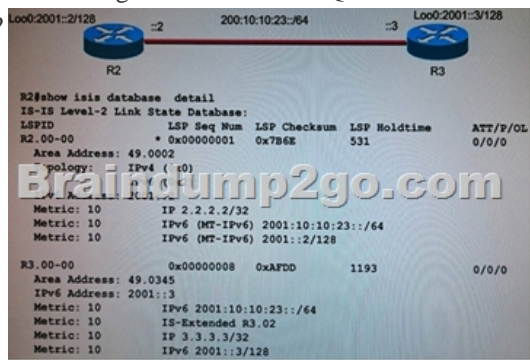 Loo0:2001::2/128
::2
200:10:10:23::/64
::3
Loo0:2001::3/128
R2
R3
R2#show isis database detail
IS-IS Level-2 Link State Database:
LSPID LSP Seq Num LSP Checksum LSP Holdtime ATT/P/OL
R2.00-00 * 0x00000001 0x7B6E 531 0/0/0
Area Address: 49.0002
IPv4
Braindump2go.com
Metric: 10 IP 2.2.2.2/32
Metric: 10 IPv6 (MT-IPv6) 2001:10:10:23::/64
Metric: 10 IPv6 (MT-IPv6) 2001::2/128
R3.00-00 0x00000008 0xAFDD 1193 0/0/0
Area Address: 49.0345
IPv6 Address: 2001::3
Metric: 10 IPv6 2001:10:10:23::/64
Metric: 10 IS-Extended R3.02
Metric: 10 IP 3.3.3.3/32
Metric: 10 IPv6 2001::3/128